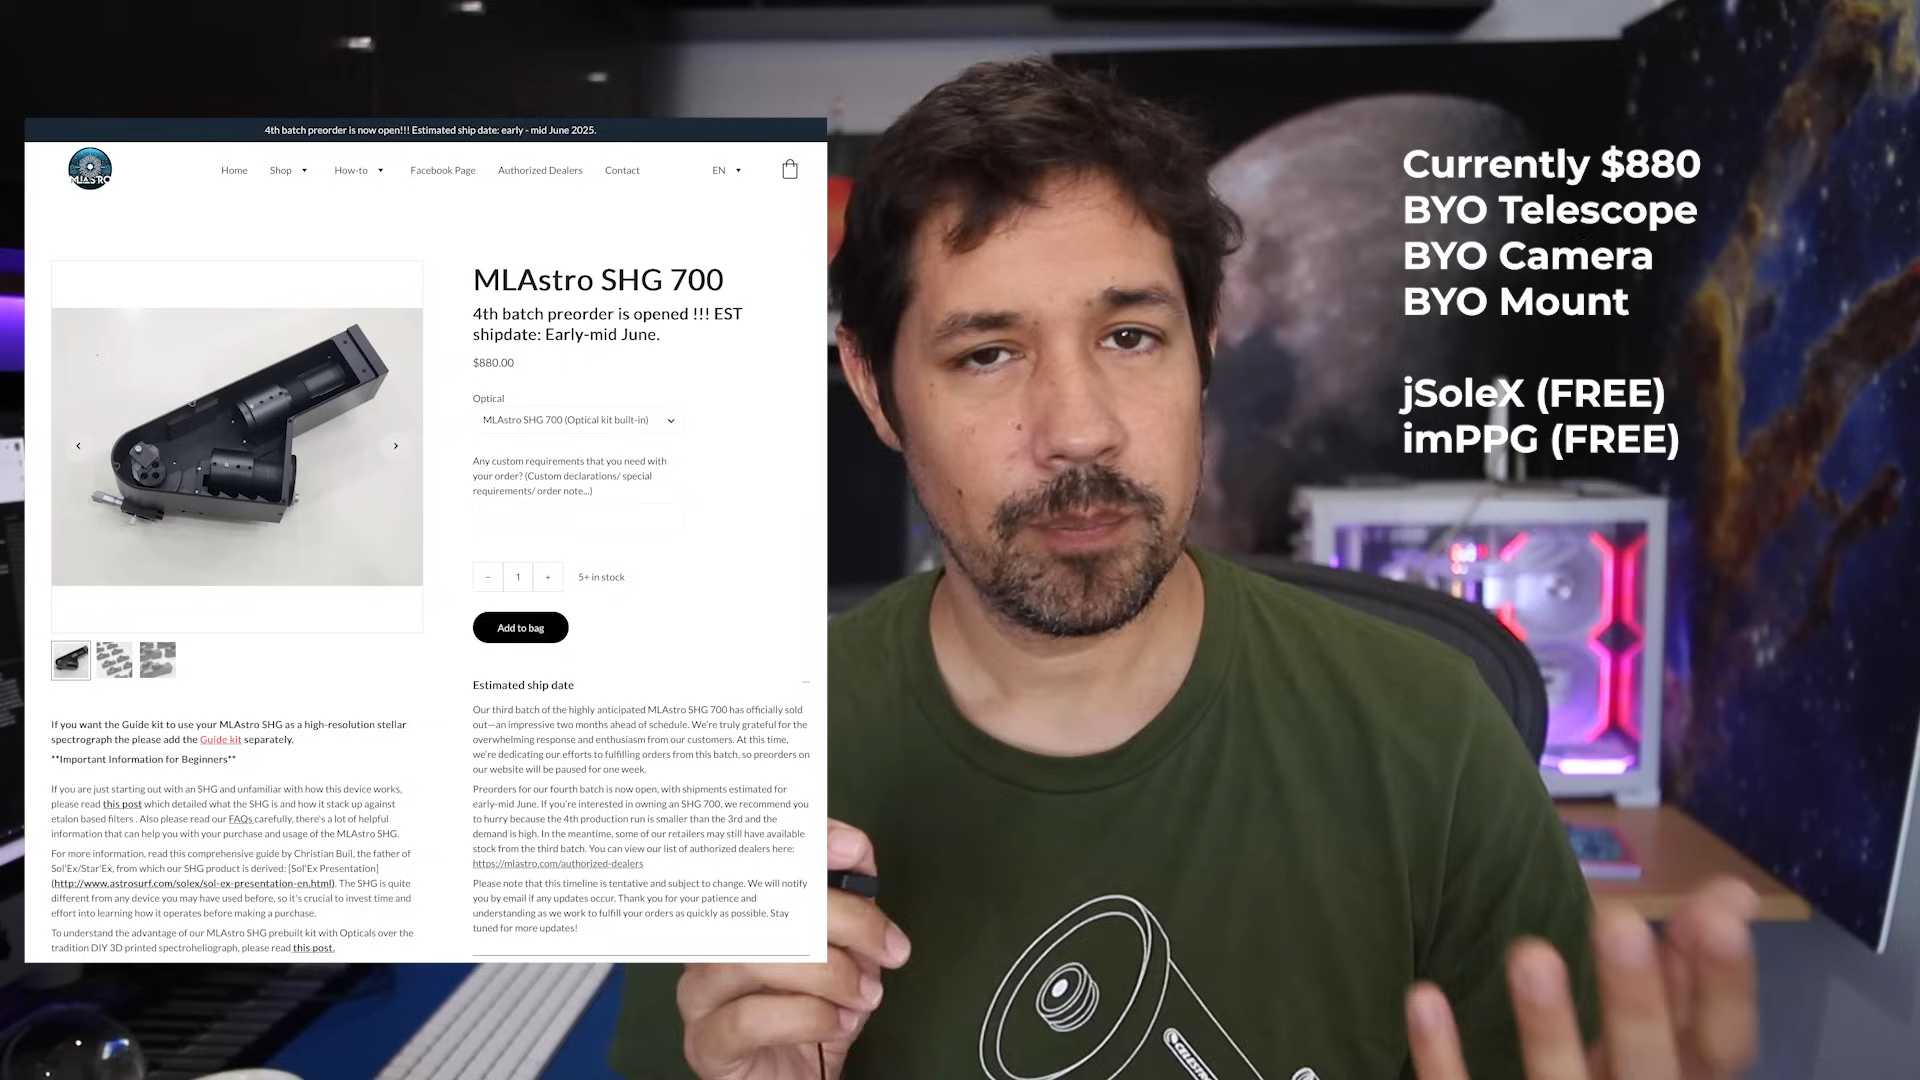 4th batch preorder is now open!!! Estimated ship date: early - mid June 2025.
MLASTRO
Home
Shop
How-to
Facebook Page
Authorized Dealers
Contact
EN
MLAstro SHG 700
4th batch preorder is opened !!! EST
shipdate: Early-mid June.
$880.00
Optical
MLAstro SHG 700 (Optical kit built-in)
Any custom requirements that you need with
your order? (Custom declarations/ special
requirements/ order note...)
− 1 +
5+ in stock
Add to bag
If you want the Guide kit to use your MLAstro SHG as a high-resolution stellar
spectrograph the please add the Guide kit separately.
**Important Information for Beginners**
If you are just starting out with an SHG and unfamiliar with how this device works,
please read this post which detailed what the SHG is and how it stack up against
etalon based filters . Also please read our FAQs carefully, there's a lot of helpful
information that can help you with your purchase and usage of the MLAstro SHG.
For more information, read this comprehensive guide by Christian Buil, the father of
Sol'Ex/Star'Ex, from which our SHG product is derived: [Sol'Ex Presentation]
(http://www.astrosurf.com/solex/sol-ex-presentation-en.html). The SHG is quite
different from any device you may have used before, so it's crucial to invest time and
effort into learning how it operates before making a purchase.
To understand the advantage of our MLAstro SHG prebuilt kit with Opticals over the
tradition DIY 3D printed spectroheliograph, please read this post.
Estimated ship date
Our third batch of the highly anticipated MLAstro SHG 700 has officially sold
out—an impressive two months ahead of schedule. We're truly grateful for the
overwhelming response and enthusiasm from our customers. At this time,
we're dedicating our efforts to fulfilling orders from this batch, so preorders on
our website will be paused for one week.
Preorders for our fourth batch is now open, with shipments estimated for
early-mid June. If you're interested in owning an SHG 700, we recommend you
to hurry because the 4th production run is smaller than the 3rd and the
demand is high. In the meantime, some of our retailers may still have available
stock from the third batch. You can view our list of authorized dealers here:
https://mlastro.com/authorized-dealers
Please note that this timeline is tentative and subject to change. We will notify
you by email if any updates occur. Thank you for your patience and
understanding as we work to fulfill your orders as quickly as possible. Stay
tuned for more updates!
Currently $880
BYO Telescope
BYO Camera
BYO Mount
jSoleX (FREE)
imPPG (FREE)